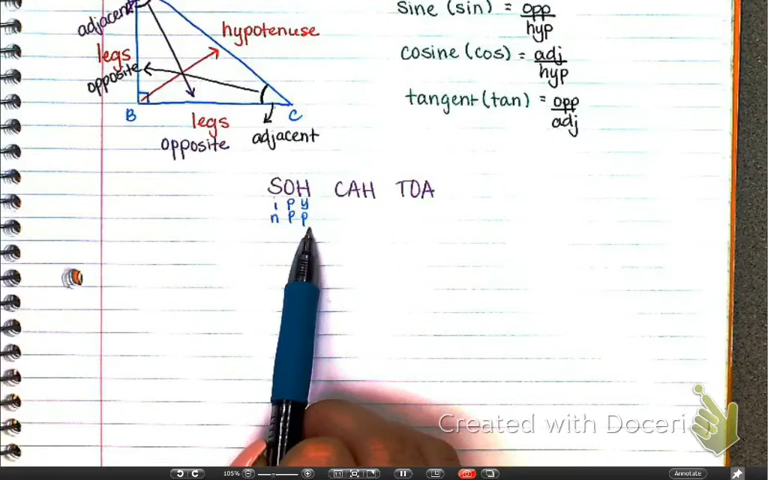 adjacent
legs
opposite
hypotenuse
B
C
legs
opposite
adjacent
Sine (sin) = opp
hyp
cosine (cos) = adj
hyp
tangent (tan) = opp
adj
SOH CAH TOA
i p y
n p p
Created with Doceri
105%
Annotate